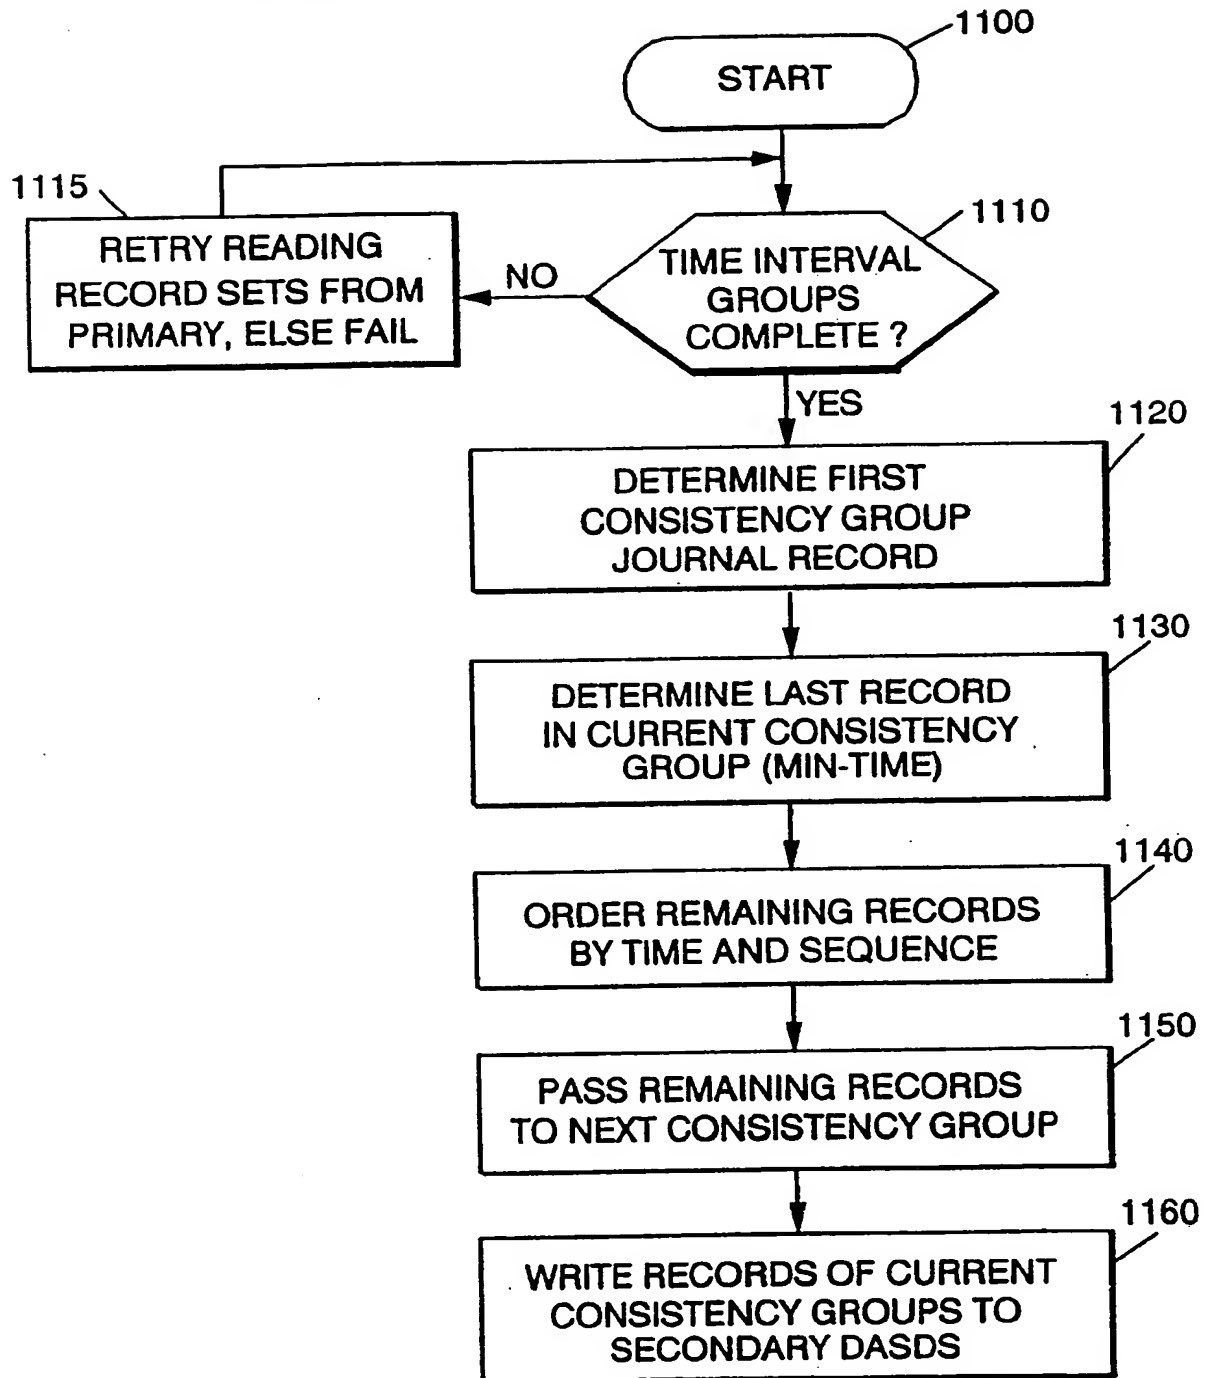 1100
START
1115
RETRY READING
RECORD SETS FROM
PRIMARY, ELSE FAIL
NO
1110
TIME INTERVAL
GROUPS
COMPLETE ?
YES
1120
DETERMINE FIRST
CONSISTENCY GROUP
JOURNAL RECORD
1130
DETERMINE LAST RECORD
IN CURRENT CONSISTENCY
GROUP (MIN-TIME)
1140
ORDER REMAINING RECORDS
BY TIME AND SEQUENCE
1150
PASS REMAINING RECORDS
TO NEXT CONSISTENCY GROUP
1160
WRITE RECORDS OF CURRENT
CONSISTENCY GROUPS TO
SECONDARY DASDS